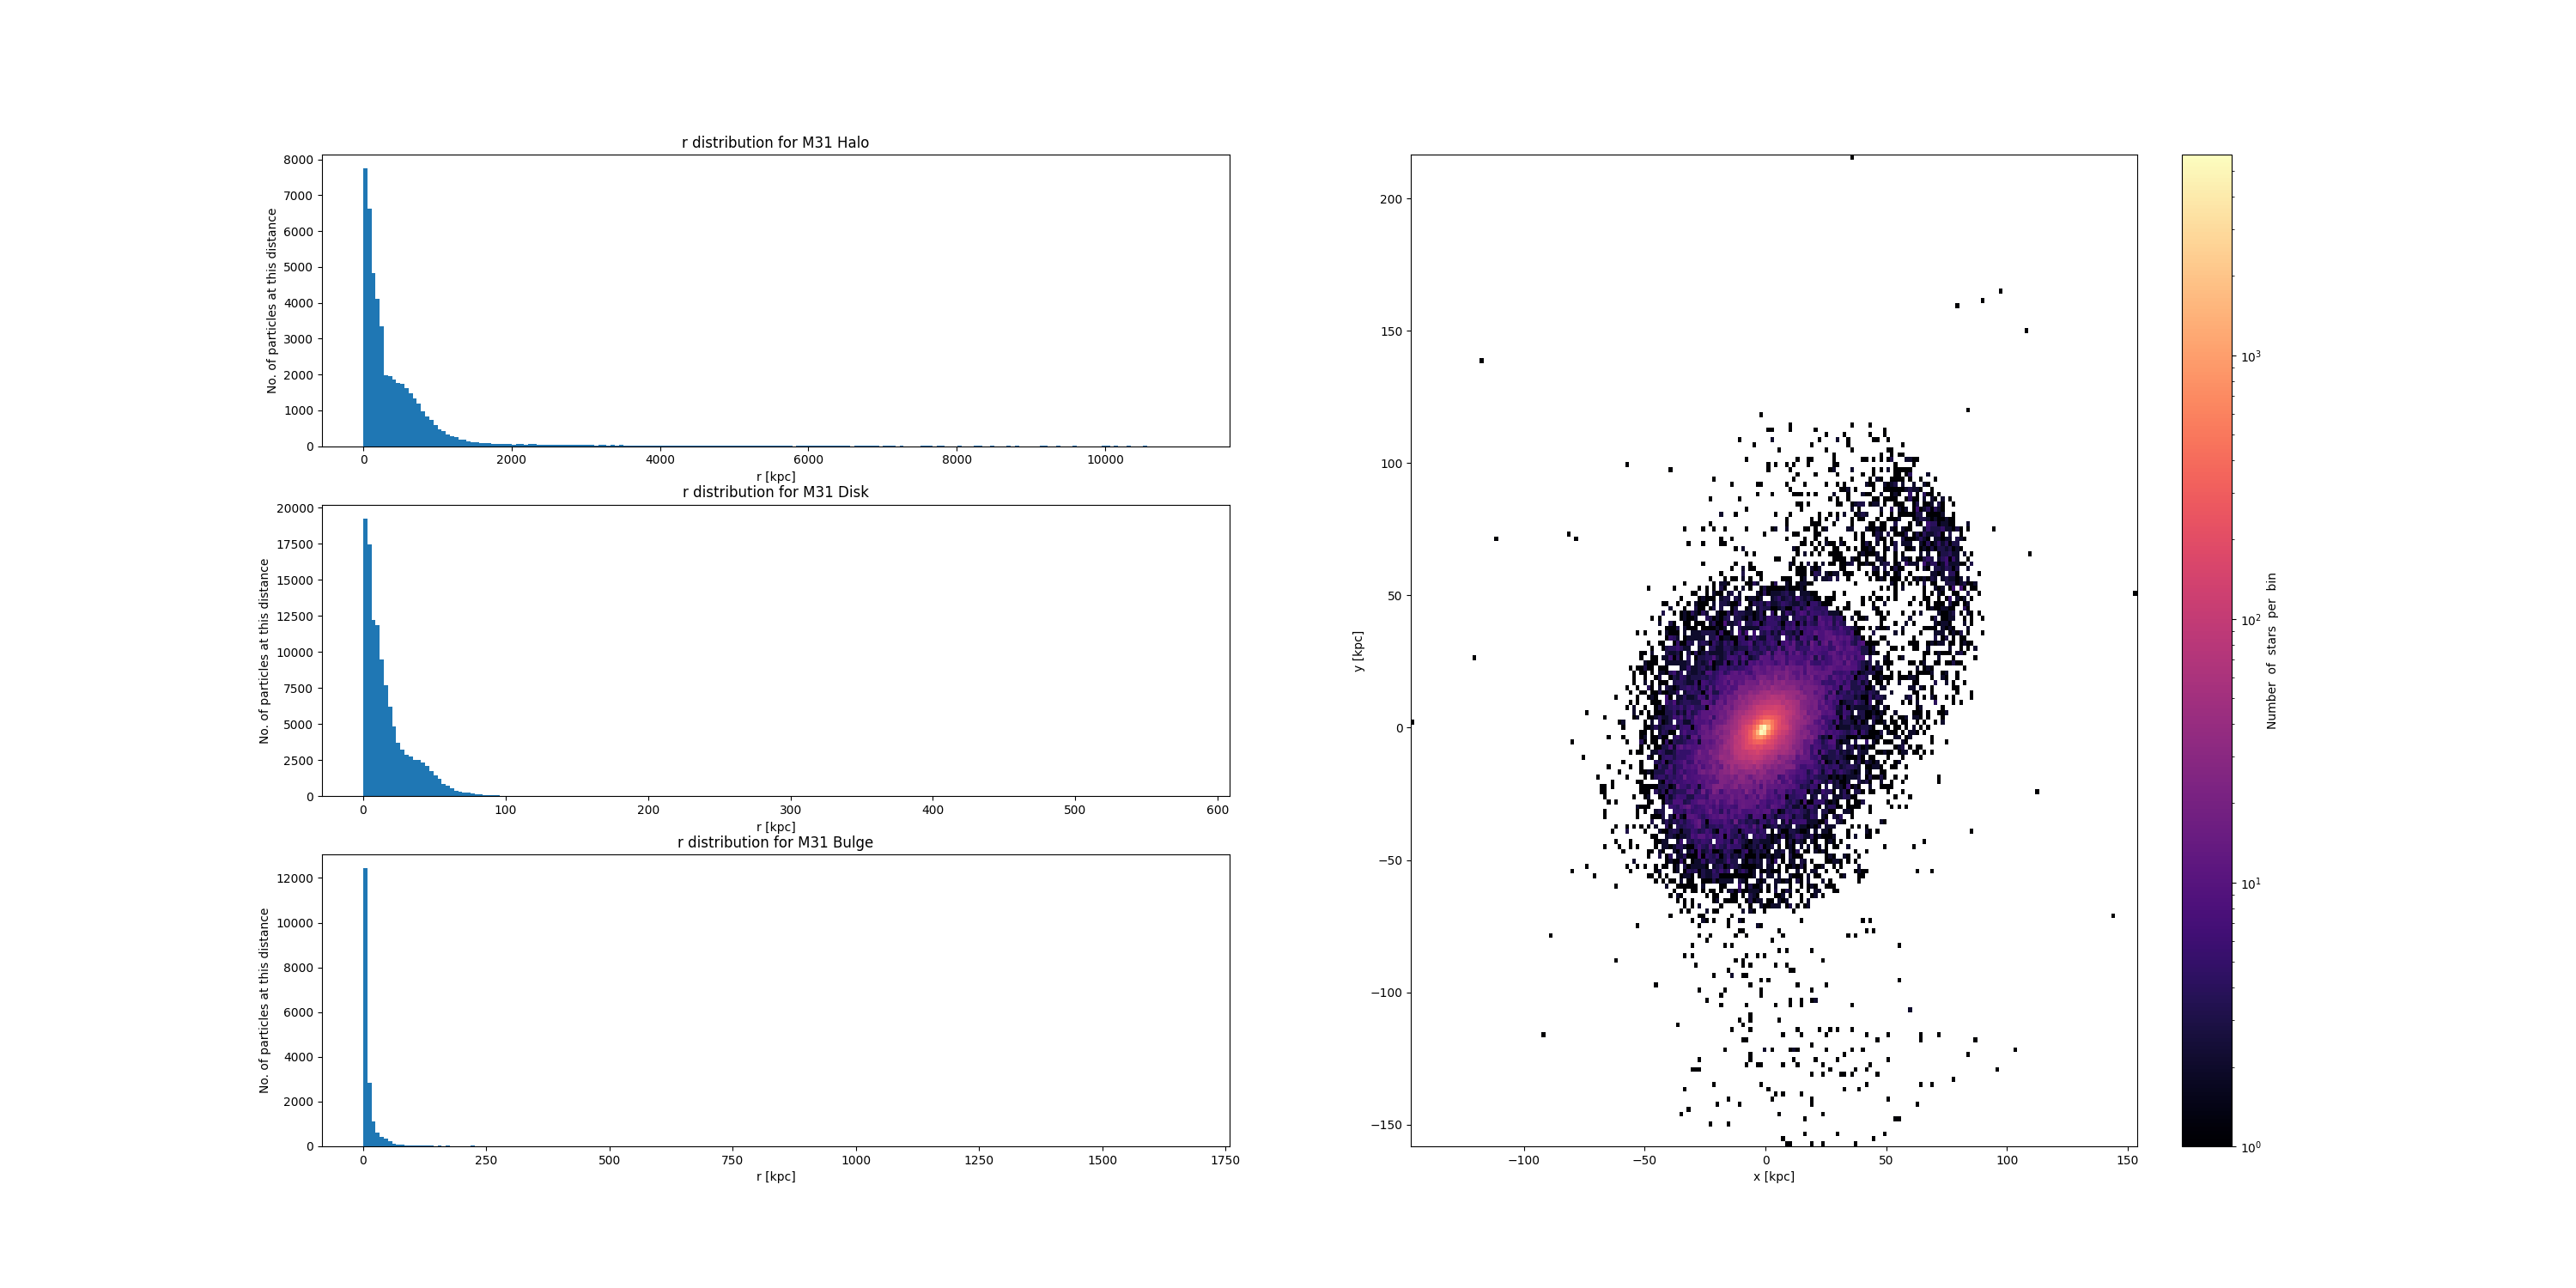 r distribution for M31 Halo
No. of particles at this distance
8000
7000
6000
5000
4000
3000
2000
1000
0
0 2000 4000 6000 8000 10000
r [kpc]
r distribution for M31 Disk
No. of particles at this distance
20000
17500
15000
12500
10000
7500
5000
2500
0
0 100 200 300 400 500 600
r [kpc]
r distribution for M31 Bulge
No. of particles at this distance
12000
10000
8000
6000
4000
2000
0
0 250 500 750 1000 1250 1500 1750
r [kpc]
y [kpc]
200
150
100
50
0
−50
−100
−150
−100 −50 0 50 100 150
x [kpc]
10³
10²
10¹
10⁰
Number of stars per bin